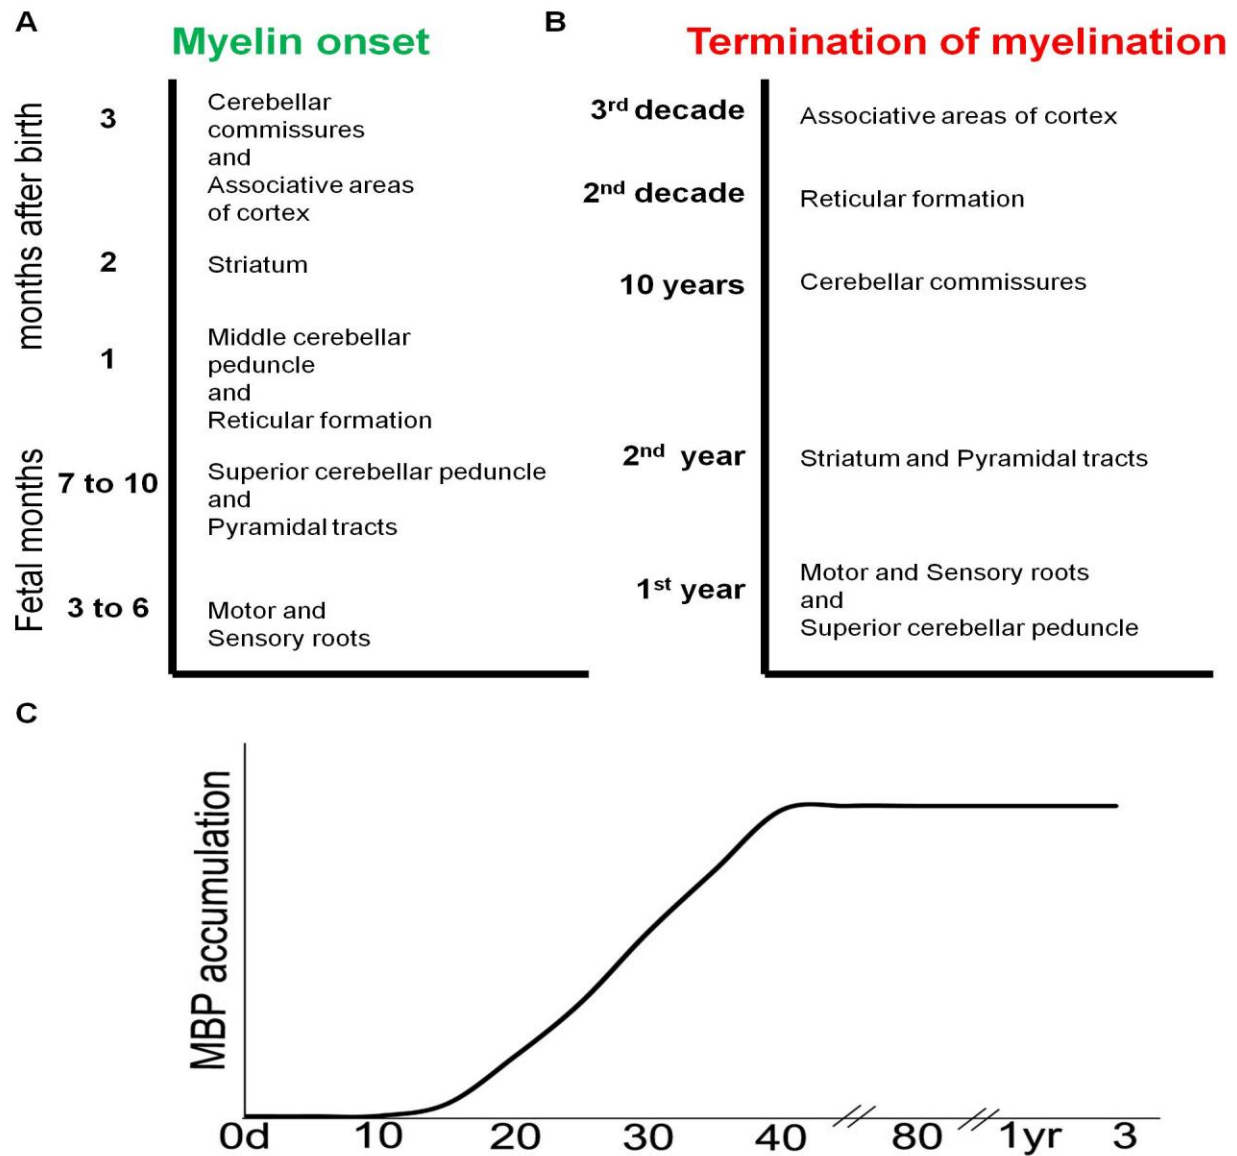 A
Myelin onset
months after birth
Fetal months
3
Cerebellar
commissures
and
Associative areas
of cortex
2
Striatum
1
Middle cerebellar
peduncle
and
Reticular formation
7 to 10
Superior cerebellar peduncle
and
Pyramidal tracts
3 to 6
Motor and
Sensory roots
B
Termination of myelination
3rd decade
Associative areas of cortex
2nd decade
Reticular formation
10 years
Cerebellar commissures
2nd year
Striatum and Pyramidal tracts
1st year
Motor and Sensory roots
and
Superior cerebellar peduncle
C
MBP accumulation
0d 10 20 30 40 80 1yr 3